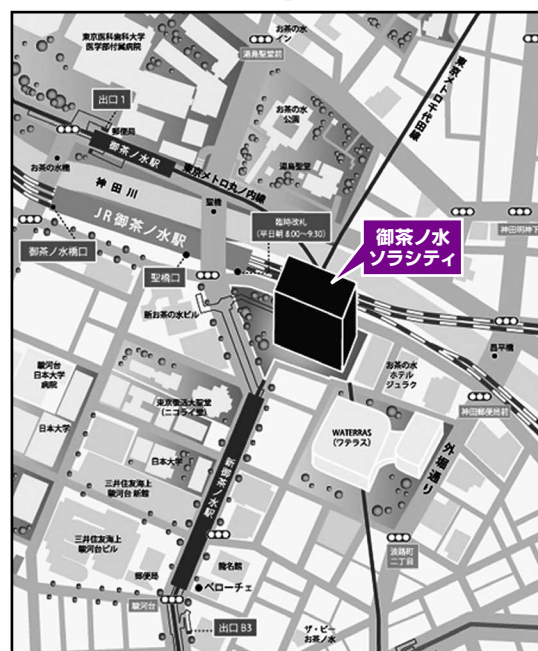 東京医科歯科大学
医学部付属病院
お茶の水
イン
湯島聖堂前
出口1
郵便局
お茶の水
公園
湯島聖堂
東京メトロ千代田線
御茶ノ水駅
東京メトロ丸ノ内線
お茶の水橋
神田川
聖橋
臨時改札
(平日朝 8:00～9:30)
JR御茶ノ水駅
御茶ノ水橋口
聖橋口
御茶ノ水
ソラシティ
神田明神下
新お茶の水ビル
昌平橋
駿河台
日本大学
病院
東京復活大聖堂
(ニコライ堂)
お茶の水
ホテル
ジュラク
神田郵便局前
日本大学
日本大学
WATERRAS
(ワテラス)
外堀通り
新御茶ノ水駅
三井住友海上
駿河台 新館
三井住友海上
駿河台ビル
郵便局
龍名館
ベローチェ
淡路町
二丁目
駿河台
出口 B3
ザ・ビー
お茶ノ水